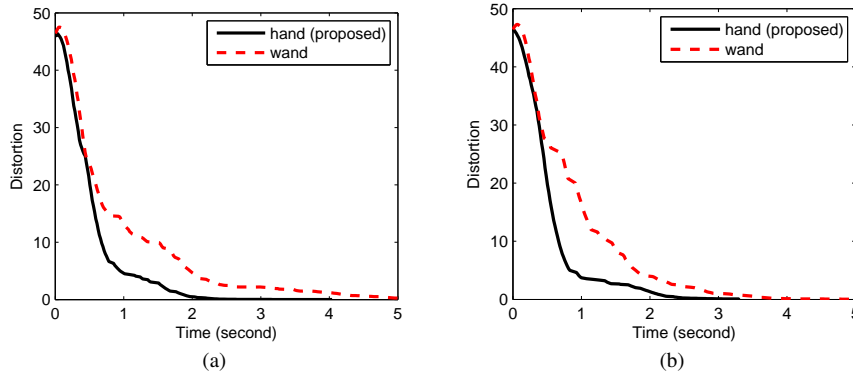 50
40
30
20
10
0
Distortion
0 1 2 3 4 5
Time (second)
hand (proposed)
wand
(a)
50
40
30
20
10
0
Distortion
0 1 2 3 4 5
Time (second)
hand (proposed)
wand
(b)